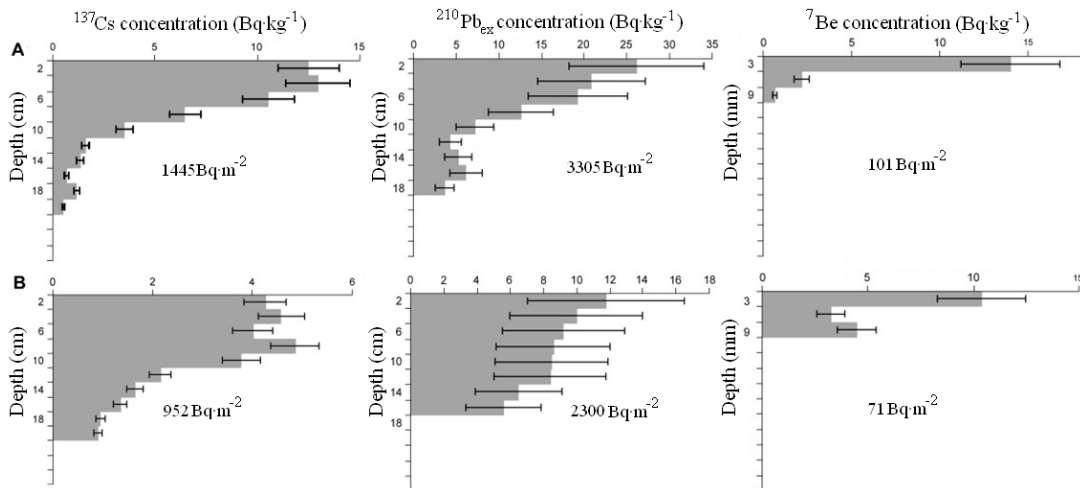 ¹³⁷Cs concentration (Bq·kg⁻¹)
²¹⁰Pbₑₓ concentration (Bq·kg⁻¹)
⁷Be concentration (Bq·kg⁻¹)
A
0 5 10 15
Depth (cm)
2
6
10
14
18
1445Bq·m⁻²
0 5 10 15 20 25 30 35
Depth (cm)
2
6
10
14
18
3305Bq·m⁻²
0 5 10 15
Depth (mm)
3
9
101Bq·m⁻²
B
0 2 4 6
Depth (cm)
2
6
10
14
18
952Bq·m⁻²
0 2 4 6 8 10 12 14 16 18
Depth (cm)
2
6
10
14
18
2300Bq·m⁻²
0 5 10 15
Depth (mm)
3
9
71Bq·m⁻²